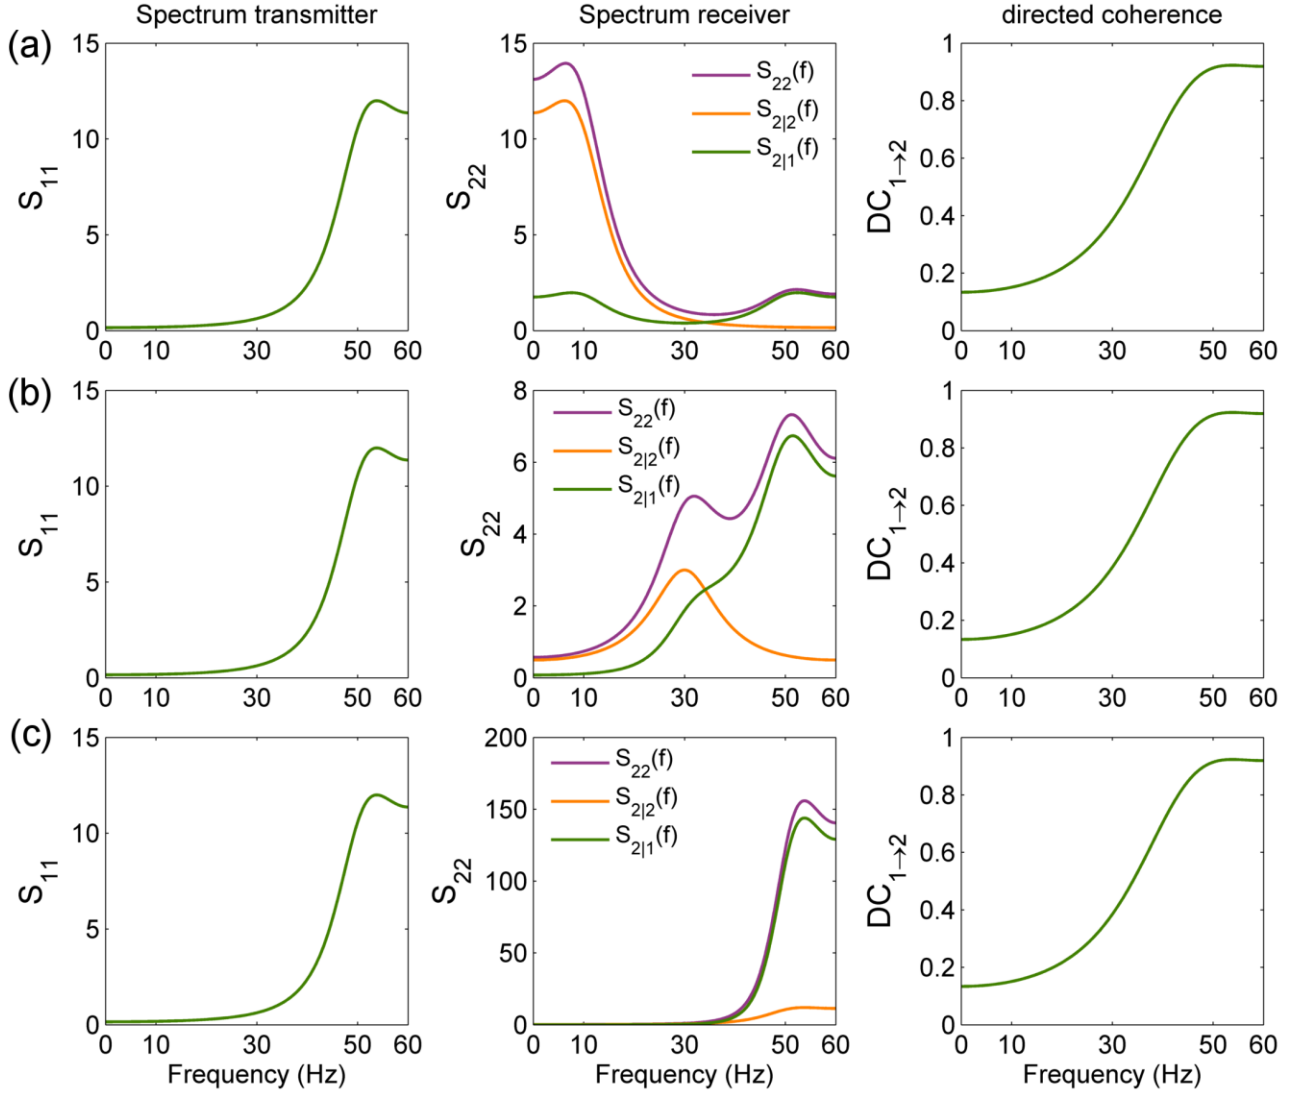 Spectrum transmitter Spectrum receiver directed coherence
(a)
15
10
5
0
S11
0 10 30 50 60
15
10
5
0
S22
S22(f)
S2|2(f)
S2|1(f)
0 10 30 50 60
1
0.8
0.6
0.4
0.2
0
DC1→2
0 10 30 50 60
(b)
15
10
5
0
S11
0 10 30 50 60
8
6
4
2
0
S22
S22(f)
S2|2(f)
S2|1(f)
0 10 30 50 60
1
0.8
0.6
0.4
0.2
0
DC1→2
0 10 30 50 60
(c)
15
10
5
0
S11
0 10 30 50 60
Frequency (Hz)
200
150
100
50
0
S22
S22(f)
S2|2(f)
S2|1(f)
0 10 30 50 60
Frequency (Hz)
1
0.8
0.6
0.4
0.2
0
DC1→2
0 10 30 50 60
Frequency (Hz)